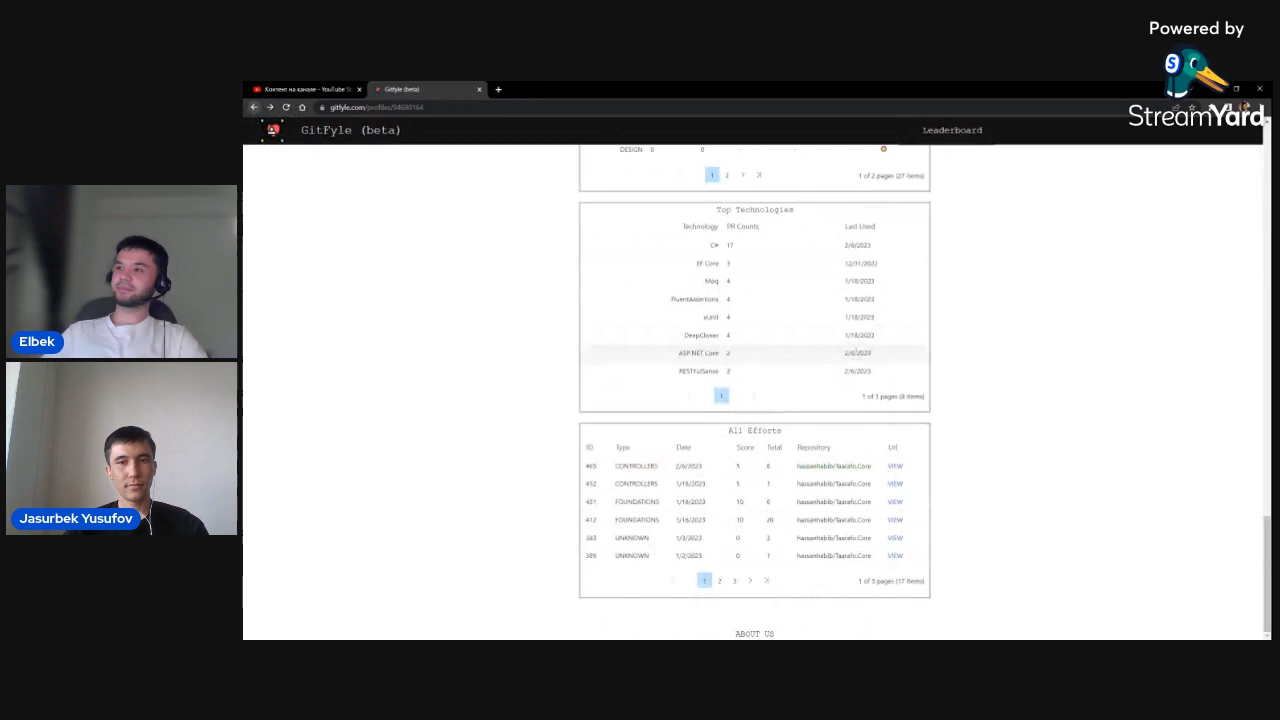 Powered by
StreamYard
Контент на канале - YouTube St
Gitfyle (beta)
gitfyle.com/profiles/94690164
GitFyle (beta)
Leaderboard
DESIGN 0 0 - -
1 2 1 of 2 pages (27 items)
Top Technologies
Technology PR Counts Last Used
C# 17 2/6/2023
EF Core 3 12/31/2022
Moq 4 1/18/2023
FluentAssertions 4 1/18/2023
xUnit 4 1/18/2023
DeepCloner 4 1/18/2023
ASP.NET Core 2/6/2023
RESTFulSense 2 2/6/2023
1 1 of 1 pages (8 items)
All Efforts
ID Type Date Score Total Repository Url
465 CONTROLLERS 2/6/2023 5 6 hassanhabib/Taarafo.Core VIEW
432 CONTROLLERS 1/18/2023 5 1 hassanhabib/Taarafo.Core VIEW
431 FOUNDATIONS 1/18/2023 10 6 hassanhabib/Taarafo.Core VIEW
412 FOUNDATIONS 1/16/2023 10 20 hassanhabib/Taarafo.Core VIEW
UNKNOWN 1/3/2023 0 3 hassanhabib/Taarafo.Core VIEW
UNKNOWN 1/2/2023 0 1 hassanhabib/Taarafo.Core VIEW
1 2 3 1 of 3 pages (17 items)
ABOUT US
Elbek
Jasurbek Yusufov